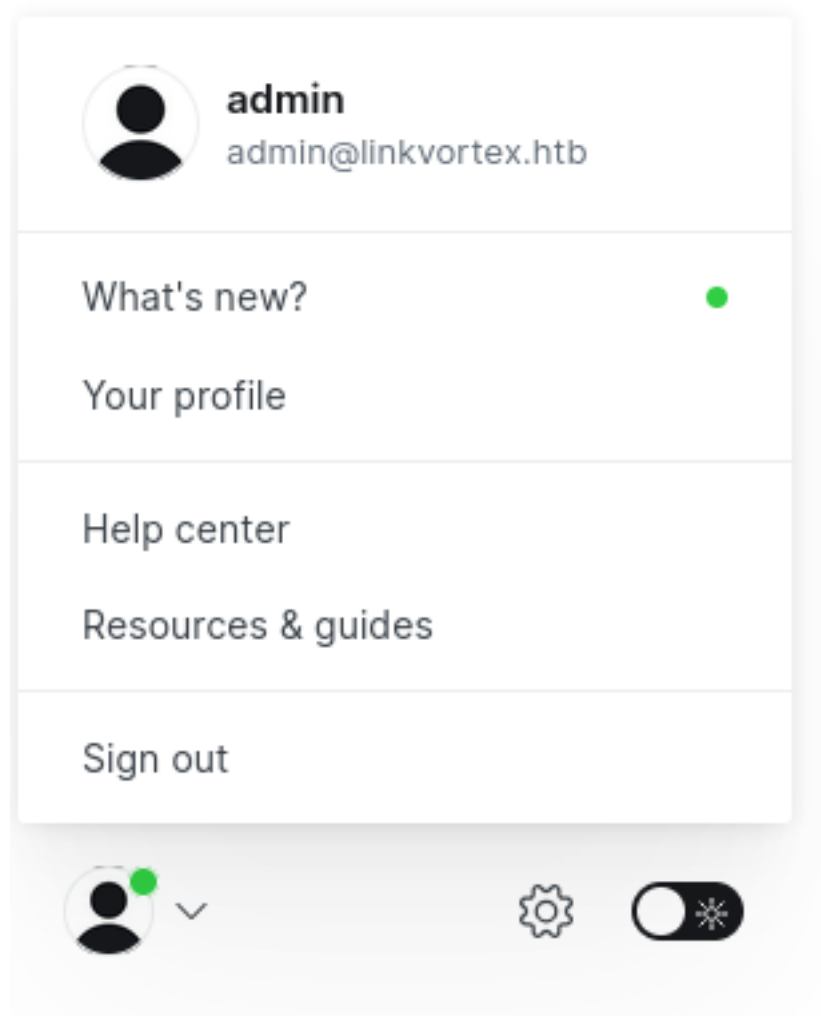 admin
admin@linkvortex.htb
What's new?
Your profile
Help center
Resources & guides
Sign out